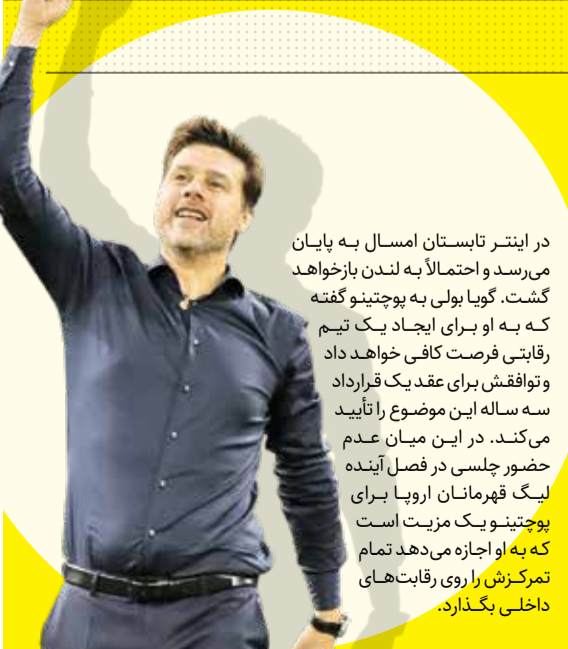 در اینتر تابستان امسال به پایان
می‌رسد و احتمالاً به لندن بازخواهد
گشت. گویا بولی به پوچتینو گفته
که به او برای ایجاد یک تیم
رقابتی فرصت کافی خواهد داد
و توافقش برای عقد یک قرارداد
سه ساله این موضوع را تأیید
می‌کند. در این میان عدم
حضور چلسی در فصل آینده
لیگ قهرمانان اروپا برای
پوچتینو یک مزیت است
که به او اجازه می‌دهد تمام
تمرکزش را روی رقابت‌های
داخلی بگذارد.